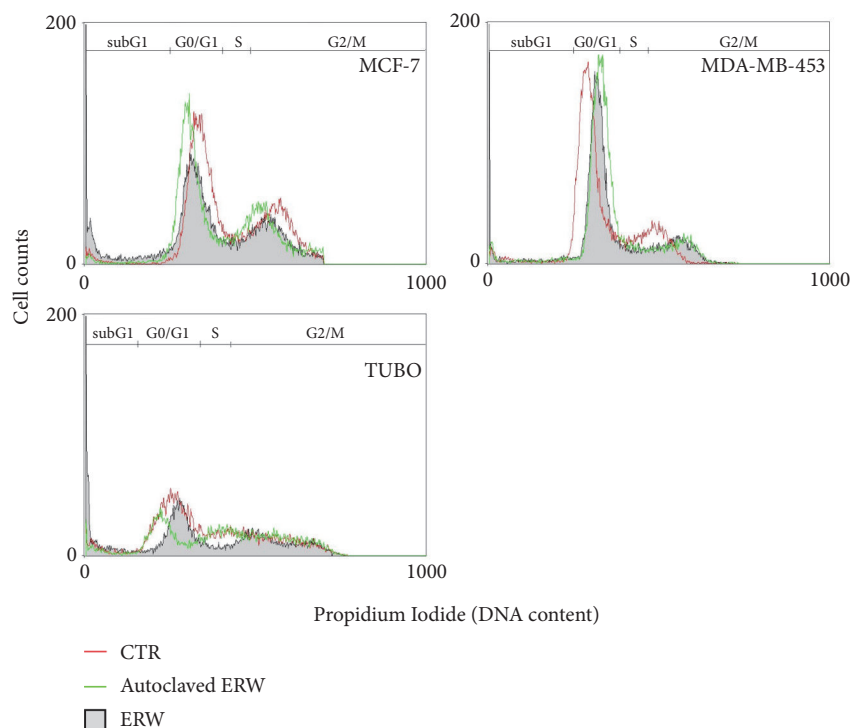 200
subG1 G0/G1 S G2/M
MCF-7
0
0 1000
200
subG1 G0/G1 S G2/M
MDA-MB-453
0
0 1000
200
subG1 G0/G1 S G2/M
TUBO
0
0 1000
Cell counts
Propidium Iodide (DNA content)
CTR
Autoclaved ERW
ERW